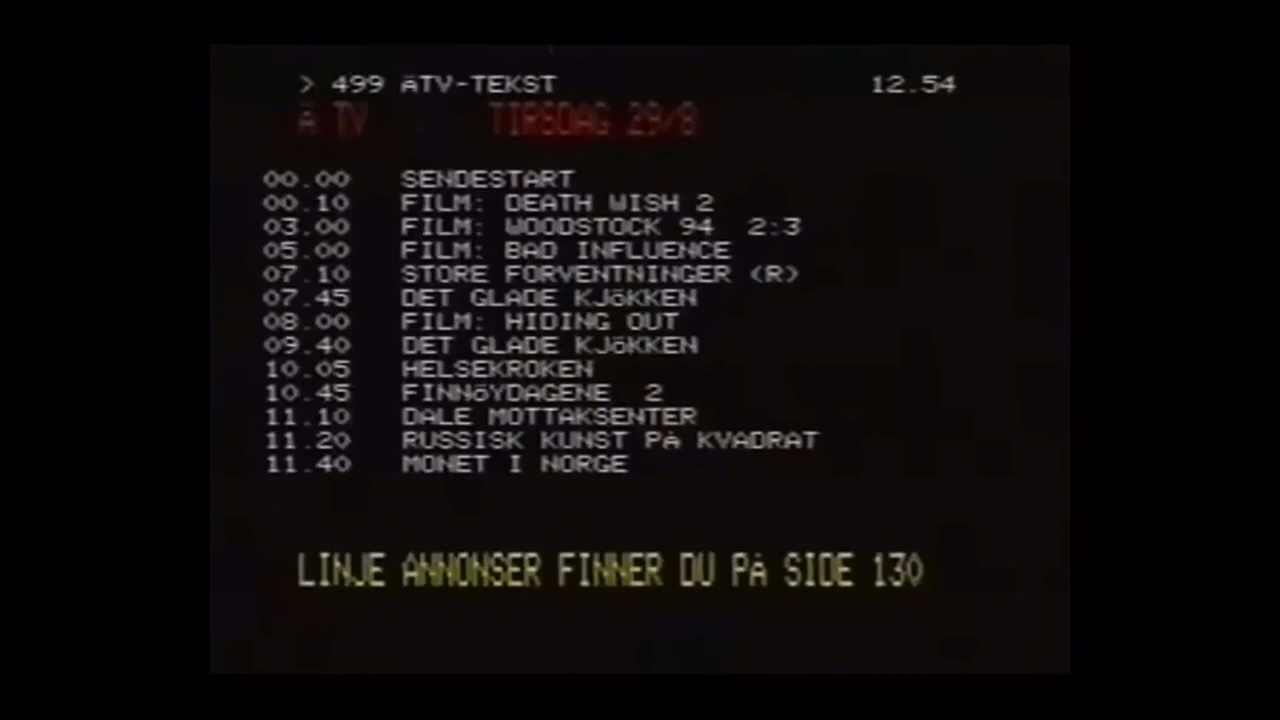 > 499 äTV-TEKST 12.54
Ä TV TIRSDAG 29/8
00.00 SENDESTART
00.10 FILM: DEATH WISH 2
03.00 FILM: WOODSTOCK 94 2:3
05.00 FILM: BAD INFLUENCE
07.10 STORE FORVENTNINGER (R)
07.45 DET GLADE KJöKKEN
08.00 FILM: HIDING OUT
09.40 DET GLADE KJöKKEN
10.05 HELSEKROKEN
10.45 FINNöYDAGENE 2
11.10 DALE MOTTAKSENTER
11.20 RUSSISK KUNST På KVADRAT
11.40 MONET I NORGE
LINJE ANNONSER FINNER DU På SIDE 130